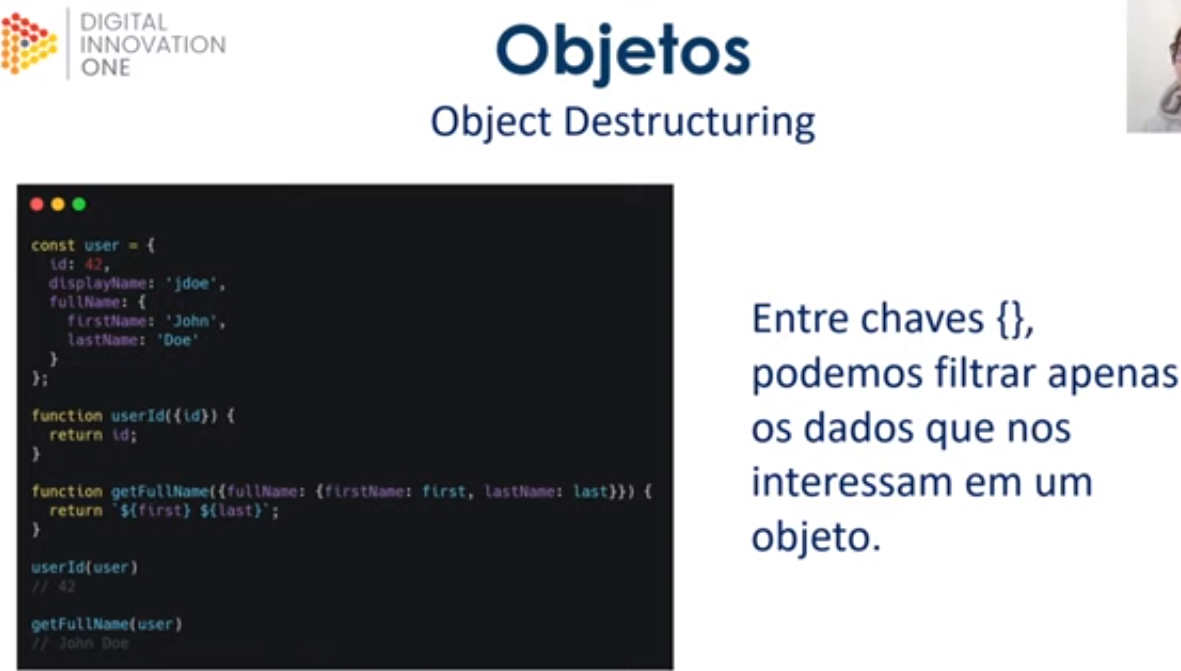 DIGITAL
INNOVATION
ONE
Objetos
Object Destructuring
const user = {
  id: 42,
  displayName: 'jdoe',
  fullName: {
    firstName: 'John',
    lastName: 'Doe'
  }
};
function userId({id}) {
  return id;
}
function getFullName({fullName: {firstName: first, lastName: last}}) {
  return `${first} ${last}`;
}
userId(user)
// 42
getFullName(user)
// John Doe
Entre chaves {},
podemos filtrar apenas
os dados que nos
interessam em um
objeto.